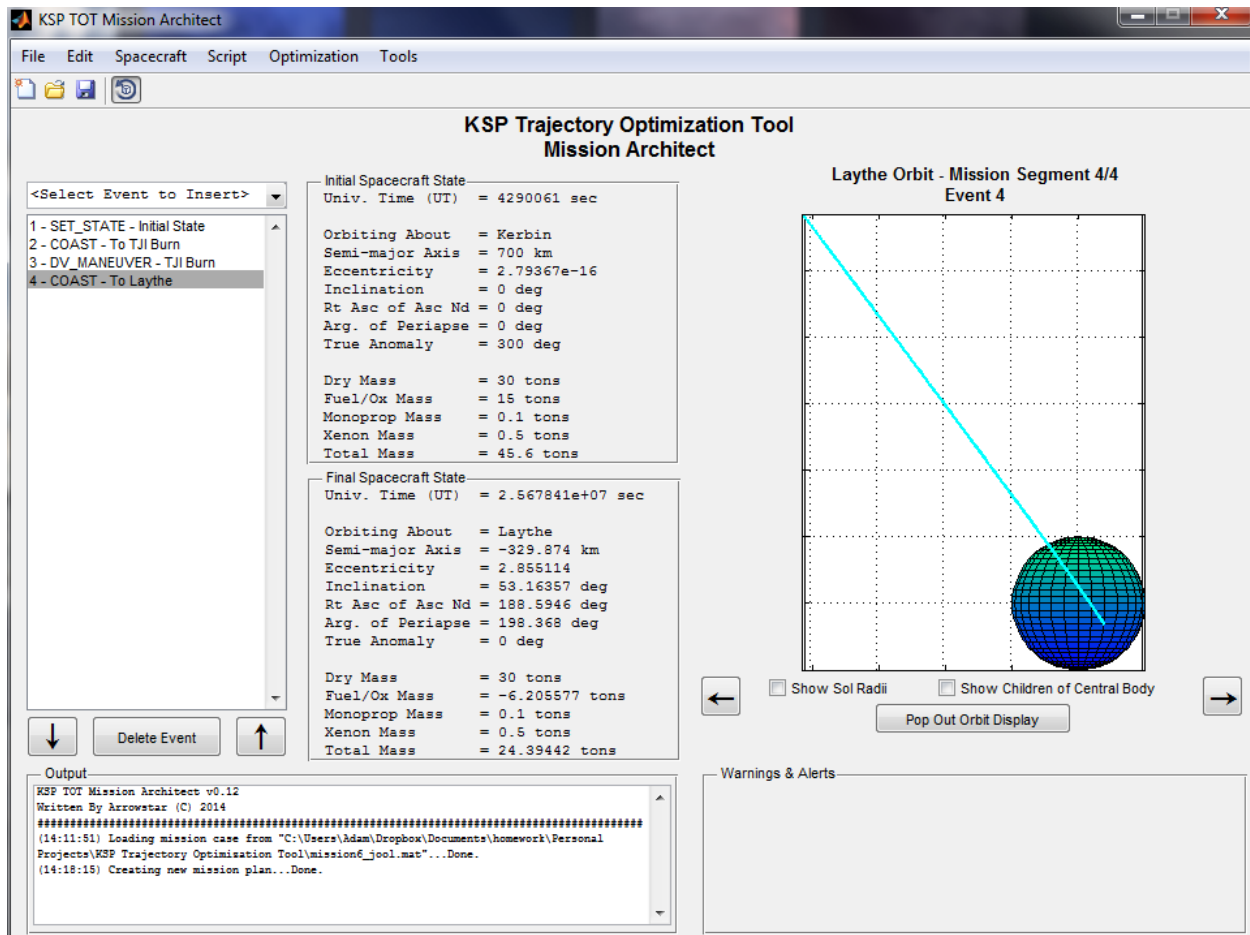 KSP TOT Mission Architect
File Edit Spacecraft Script Optimization Tools
KSP Trajectory Optimization Tool
Mission Architect
<Select Event to Insert>
1 - SET_STATE - Initial State
2 - COAST - To TJI Burn
3 - DV_MANEUVER - TJI Burn
4 - COAST - To Laythe
Delete Event
Initial Spacecraft State
Univ. Time (UT) = 4290061 sec
Orbiting About = Kerbin
Semi-major Axis = 700 km
Eccentricity = 2.79367e-16
Inclination = 0 deg
Rt Asc of Asc Nd = 0 deg
Arg. of Periapse = 0 deg
True Anomaly = 300 deg
Dry Mass = 30 tons
Fuel/Ox Mass = 15 tons
Monoprop Mass = 0.1 tons
Xenon Mass = 0.5 tons
Total Mass = 45.6 tons
Final Spacecraft State
Univ. Time (UT) = 2.567841e+07 sec
Orbiting About = Laythe
Semi-major Axis = -329.874 km
Eccentricity = 2.855114
Inclination = 53.16357 deg
Rt Asc of Asc Nd = 188.5946 deg
Arg. of Periapse = 198.368 deg
True Anomaly = 0 deg
Dry Mass = 30 tons
Fuel/Ox Mass = -6.205577 tons
Monoprop Mass = 0.1 tons
Xenon Mass = 0.5 tons
Total Mass = 24.39442 tons
Laythe Orbit - Mission Segment 4/4
Event 4
Show Sol Radii Show Children of Central Body
Pop Out Orbit Display
Output
KSP TOT Mission Architect v0.12
Written By Arrowstar (C) 2014
##########################################################################################
(14:11:51) Loading mission case from "C:\Users\Adam\Dropbox\Documents\homework\Personal
Projects\KSP Trajectory Optimization Tool\mission6_jool.mat"...Done.
(14:18:15) Creating new mission plan...Done.
Warnings & Alerts